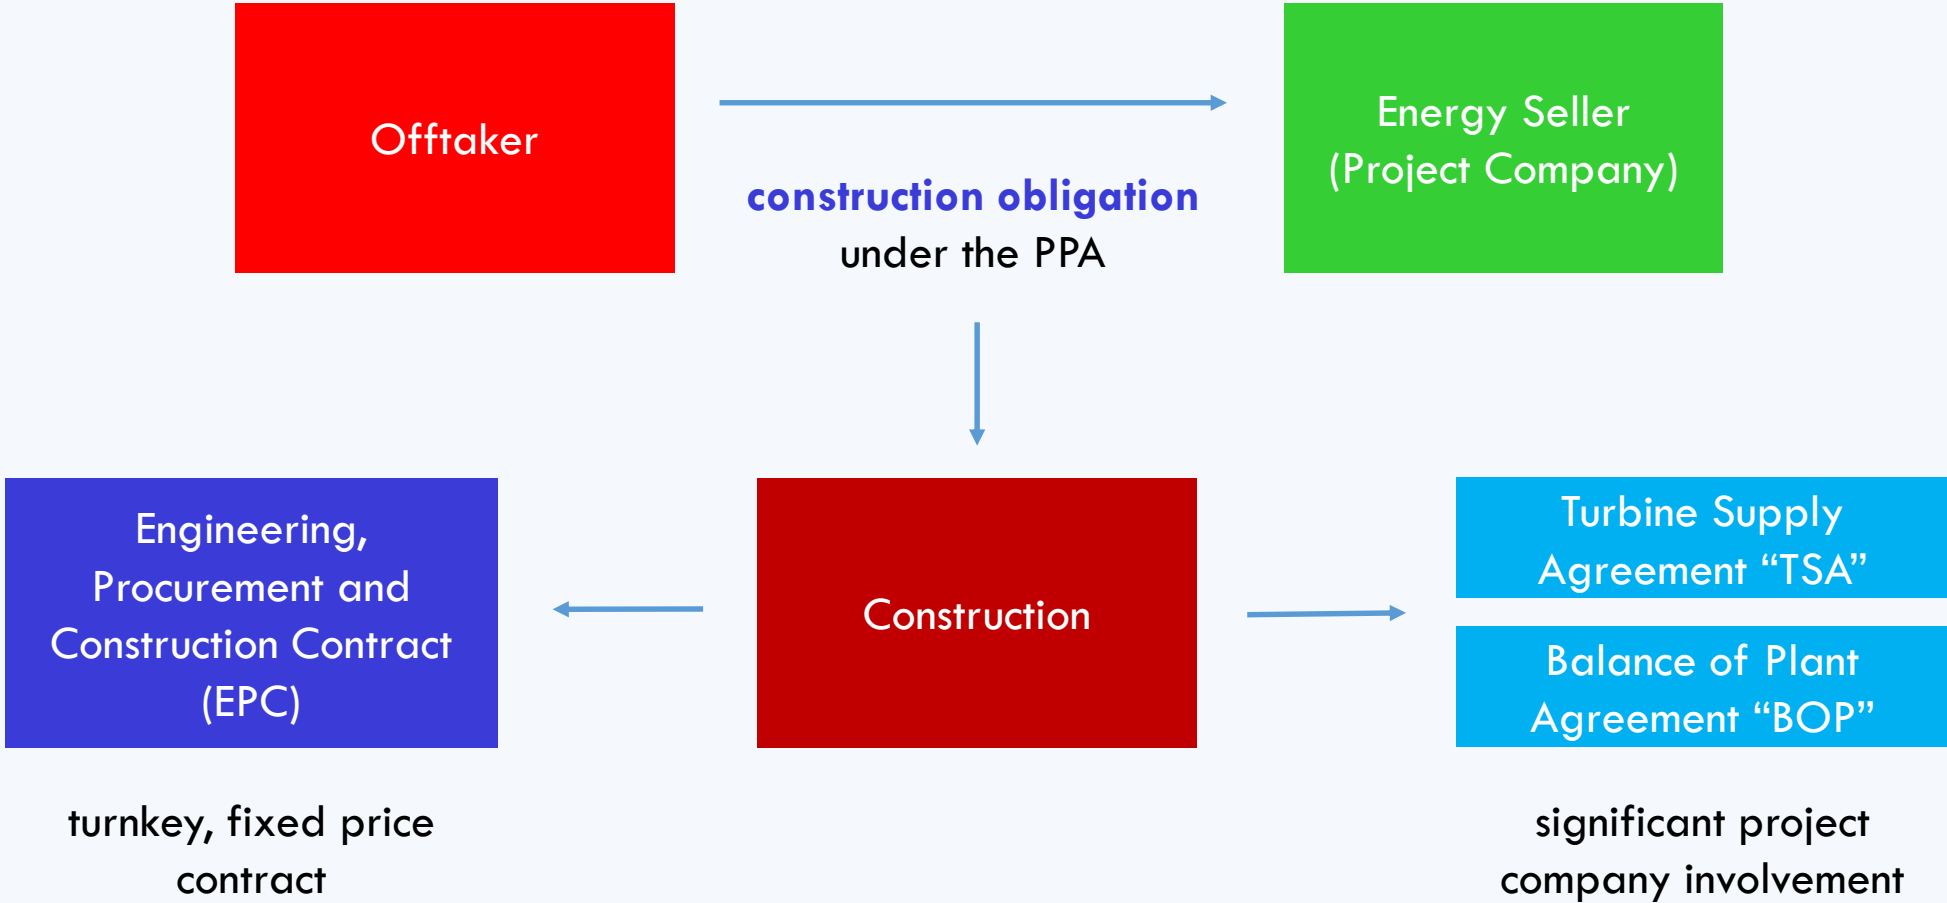 Offtaker
Energy Seller
(Project Company)
construction obligation
under the PPA
Engineering,
Procurement and
Construction Contract
(EPC)
Construction
Turbine Supply
Agreement “TSA”
Balance of Plant
Agreement “BOP”
turnkey, fixed price
contract
significant project
company involvement